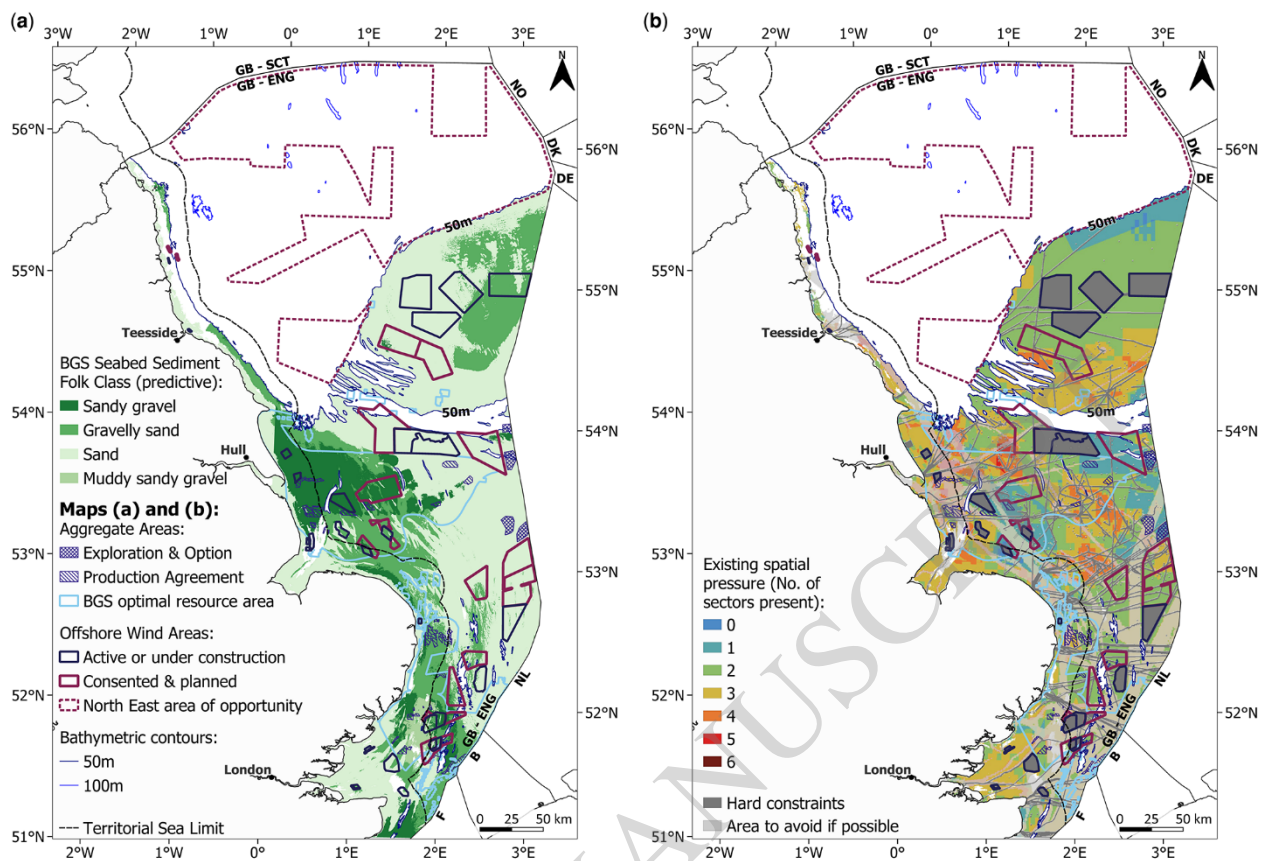 (a)
3°W 2°W 1°W 0° 1°E 2°E 3°E
N
GB - SCT
GB - ENG
NO
DK
DE
56°N
56°N
50m
55°N
55°N
Teesside
BGS Seabed Sediment
Folk Class (predictive):
Sandy gravel
Gravelly sand
Sand
Muddy sandy gravel
54°N
50m
54°N
Hull
Maps (a) and (b):
Aggregate Areas:
Exploration & Option
Production Agreement
BGS optimal resource area
53°N
53°N
Offshore Wind Areas:
Active or under construction
Consented & planned
North East area of opportunity
52°N
52°N
NL
GB - ENG
B
F
Bathymetric contours:
50m
100m
London
Territorial Sea Limit
51°N
51°N
0 25 50 km
2°W 1°W 0° 1°E 2°E 3°E
(b)
3°W 2°W 1°W 0° 1°E 2°E 3°E
N
GB - SCT
GB - ENG
NO
DK
DE
56°N
56°N
50m
55°N
55°N
Teesside
54°N
50m
54°N
Hull
53°N
53°N
Existing spatial
pressure (No. of
sectors present):
0
1
2
3
4
5
6
52°N
52°N
NL
GB - ENG
B
F
London
Hard constraints
Area to avoid if possible
51°N
51°N
0 25 50 km
2°W 1°W 0° 1°E 2°E 3°E
MANUSCRIPT